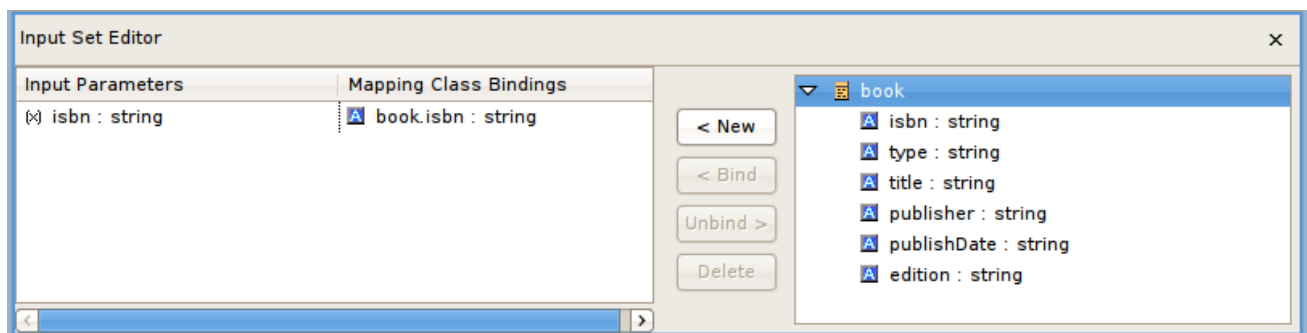 Input Set Editor
Input Parameters Mapping Class Bindings
isbn : string book.isbn : string
< New
< Bind
Unbind >
Delete
book
isbn : string
type : string
title : string
publisher : string
publishDate : string
edition : string